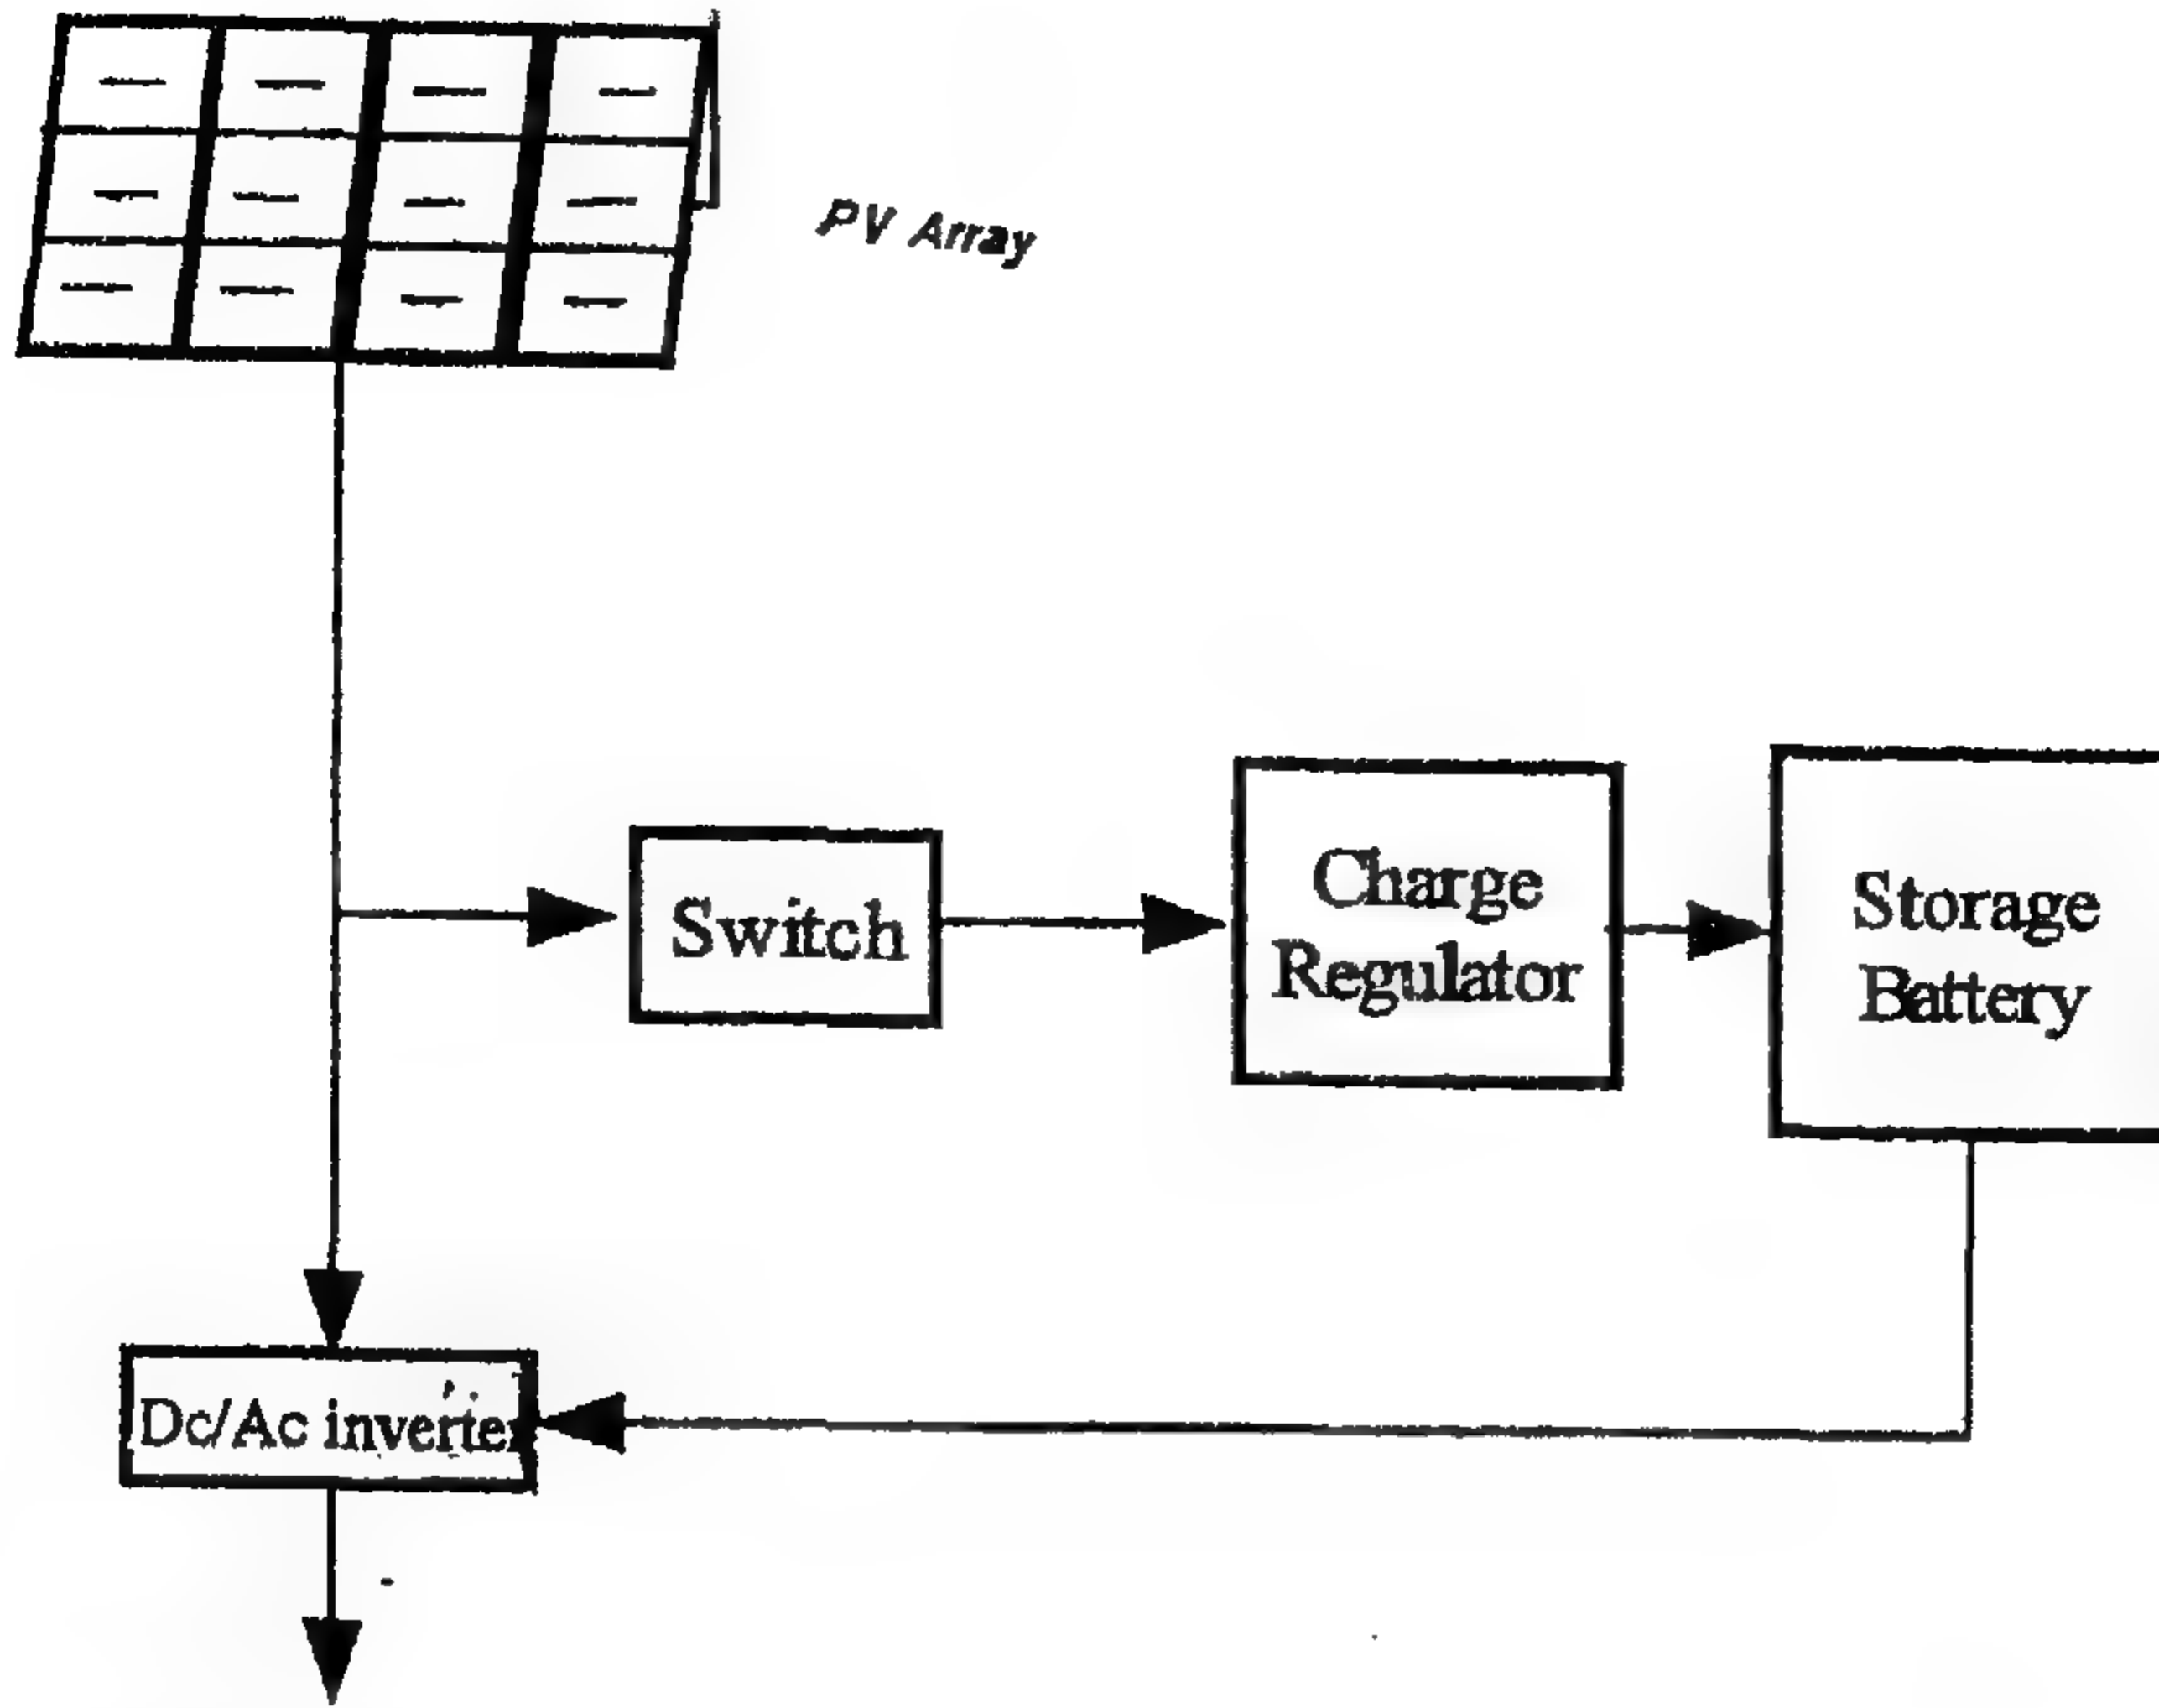 PV Array
Switch
Charge
Regulator
Storage
Battery
Dc/Ac inverter